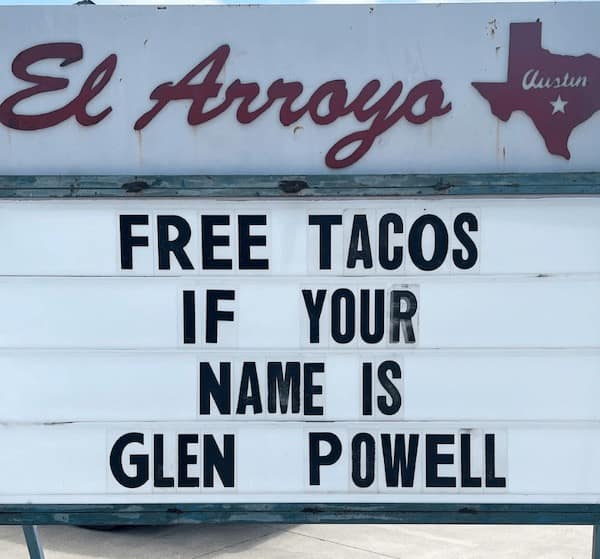 El Arroyo
Austin
FREE TACOS
IF YOUR
NAME IS
GLEN POWELL